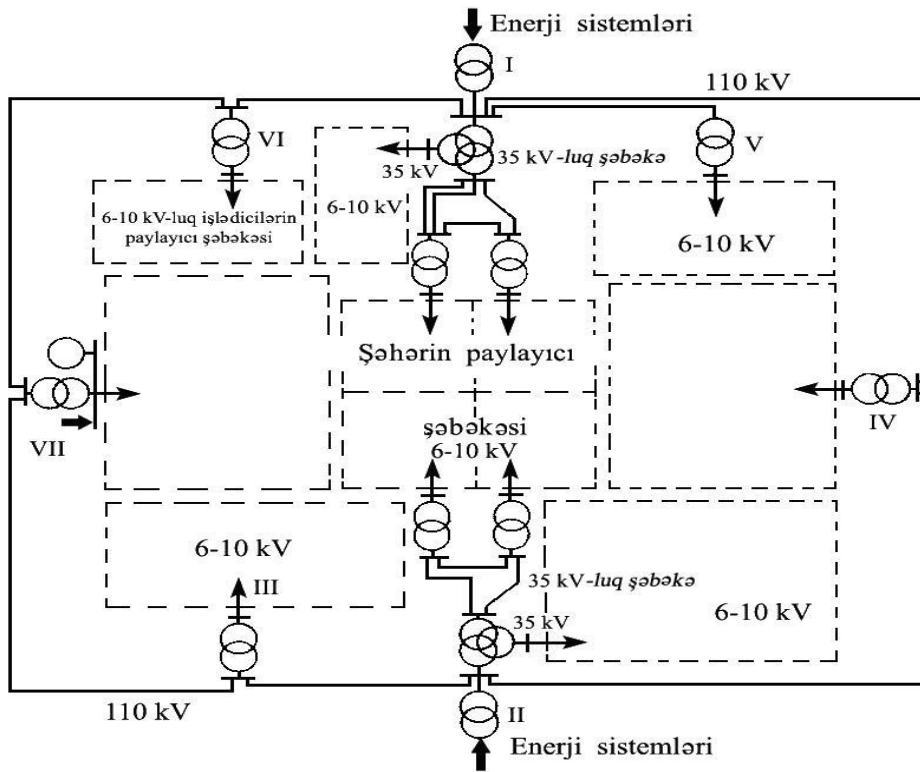 Enerji sistemləri
I
110 kV
VI
V
35 kV
35 kV-luq şəbəkə
6-10 kV
6-10 kV-luq işlədicilərin
paylayıcı şəbəkəsi
6-10 kV
Şəhərin paylayıcı
VII
IV
şəbəkəsi
6-10 kV
6-10 kV
III
35 kV-luq şəbəkə
35 kV
6-10 kV
110 kV
II
Enerji sistemləri